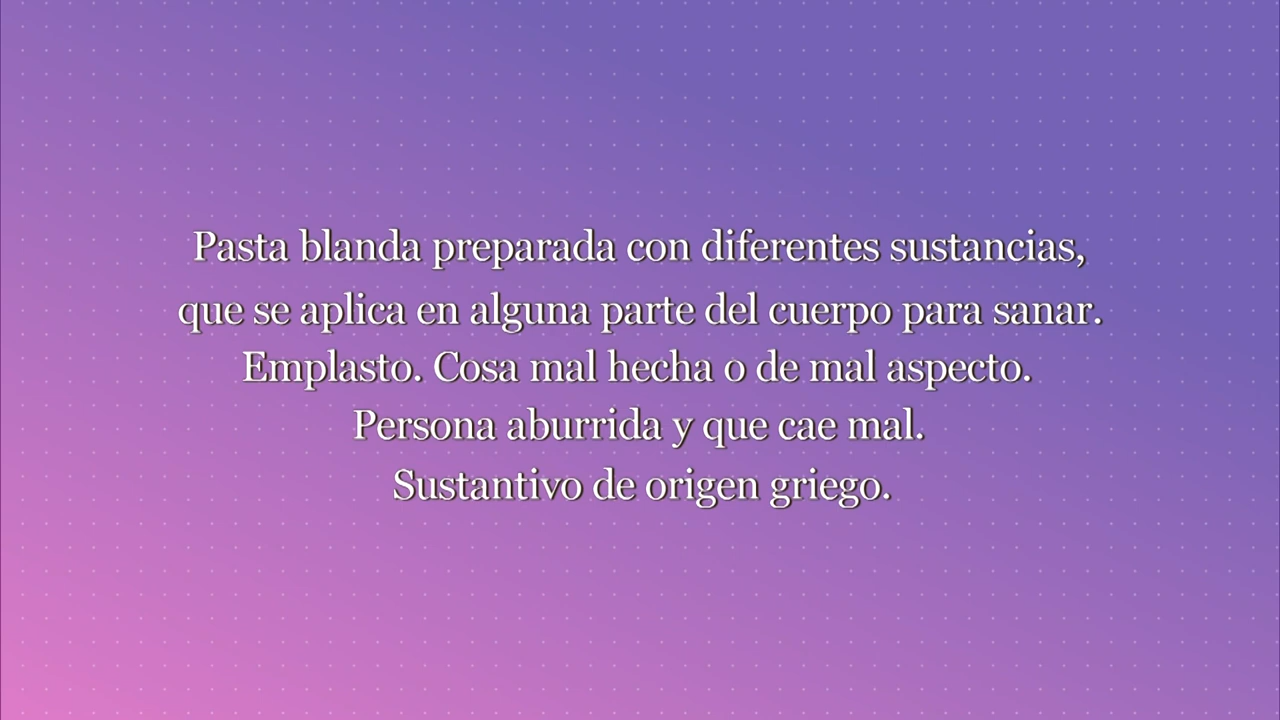 Pasta blanda preparada con diferentes sustancias,
que se aplica en alguna parte del cuerpo para sanar.
Emplasto. Cosa mal hecha o de mal aspecto.
Persona aburrida y que cae mal.
Sustantivo de origen griego.